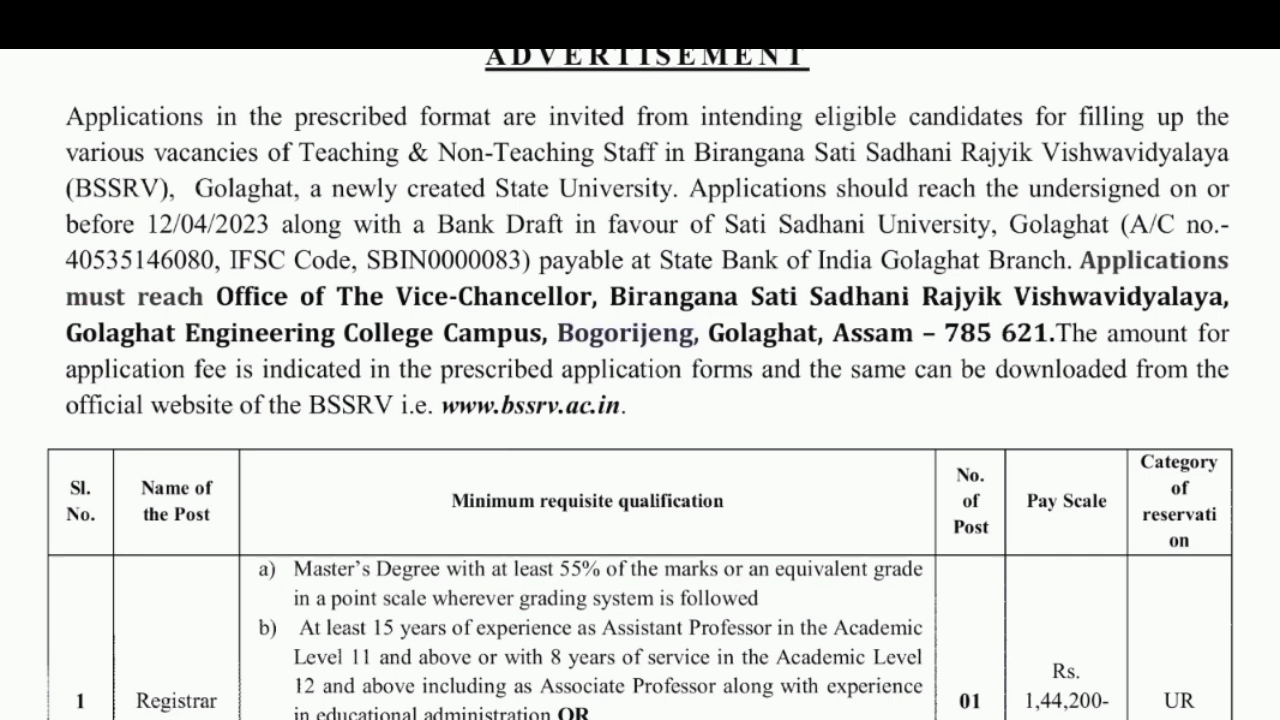 ADVERTISEMENT
Applications in the prescribed format are invited from intending eligible candidates for filling up the
various vacancies of Teaching & Non-Teaching Staff in Birangana Sati Sadhani Rajyik Vishwavidyalaya
(BSSRV), Golaghat, a newly created State University. Applications should reach the undersigned on or
before 12/04/2023 along with a Bank Draft in favour of Sati Sadhani University, Golaghat (A/C no.-
40535146080, IFSC Code, SBIN0000083) payable at State Bank of India Golaghat Branch. Applications
must reach Office of The Vice-Chancellor, Birangana Sati Sadhani Rajyik Vishwavidyalaya,
Golaghat Engineering College Campus, Bogorijeng, Golaghat, Assam – 785 621.The amount for
application fee is indicated in the prescribed application forms and the same can be downloaded from the
official website of the BSSRV i.e. www.bssrv.ac.in.
Sl.
No.
Name of
the Post
Minimum requisite qualification
No.
of
Post
Pay Scale
Category
of
reservati
on
1
Registrar
a) Master's Degree with at least 55% of the marks or an equivalent grade
in a point scale wherever grading system is followed
b) At least 15 years of experience as Assistant Professor in the Academic
Level 11 and above or with 8 years of service in the Academic Level
12 and above including as Associate Professor along with experience
in educational administration OR
01
Rs.
1,44,200-
UR